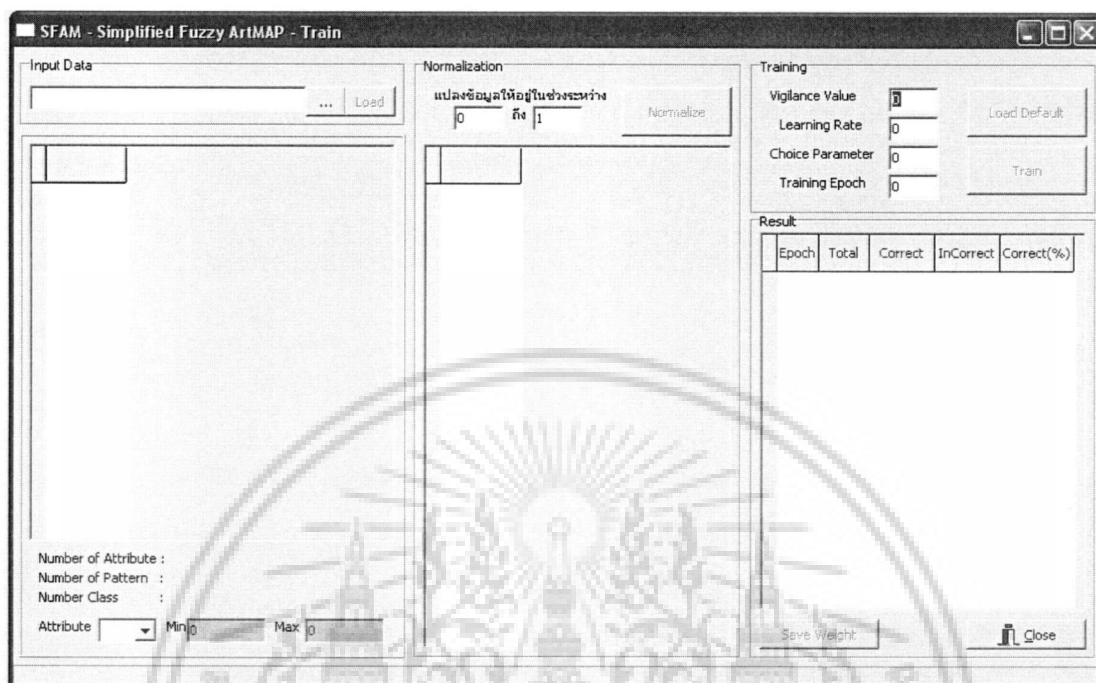 SFAM - Simplified Fuzzy ArtMAP - Train
Input Data
... Load
Number of Attribute :
Number of Pattern :
Number Class :
Attribute Min 0 Max 0
Normalization
แปลงข้อมูลให้อยู่ในช่วงระหว่าง
0 ถึง 1
Normalize
Training
Vigilance Value 0
Learning Rate 0
Choice Parameter 0
Training Epoch 0
Load Default
Train
Result
Epoch Total Correct InCorrect Correct(%)
Save Weight
Close